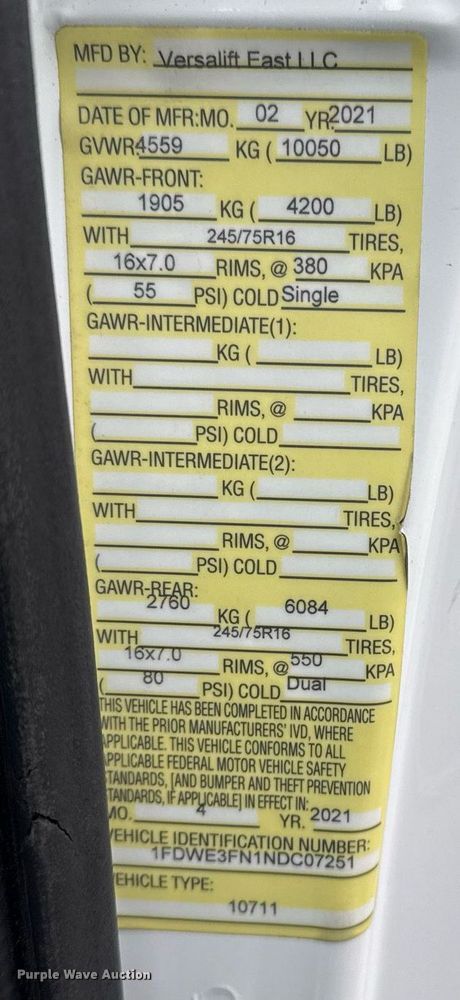 MFD BY: Versalift East LLC
DATE OF MFR:MO. 02 YR.2021
GVWR 4559 KG ( 10050 LB)
GAWR-FRONT:
1905 KG ( 4200 LB)
WITH 245/75R16 TIRES,
16x7.0 RIMS, @ 380 KPA
( 55 PSI) COLD Single
GAWR-INTERMEDIATE(1):
KG ( LB)
WITH TIRES,
RIMS, @ KPA
( PSI) COLD
GAWR-INTERMEDIATE(2):
KG ( LB)
WITH TIRES,
RIMS, @ KPA
( PSI) COLD
GAWR-REAR:
2760 KG ( 6084 LB)
WITH 245/75R16 TIRES,
16x7.0 RIMS, @ 550 KPA
( 80 PSI) COLD Dual
THIS VEHICLE HAS BEEN COMPLETED IN ACCORDANCE
WITH THE PRIOR MANUFACTURERS' IVD, WHERE
APPLICABLE. THIS VEHICLE CONFORMS TO ALL
APPLICABLE FEDERAL MOTOR VEHICLE SAFETY
STANDARDS, [AND BUMPER AND THEFT PREVENTION
STANDARDS, IF APPLICABLE] IN EFFECT IN:
MO. 4 YR. 2021
VEHICLE IDENTIFICATION NUMBER:
1FDWE3FN1NDC07251
VEHICLE TYPE:
10711
Purple Wave Auction